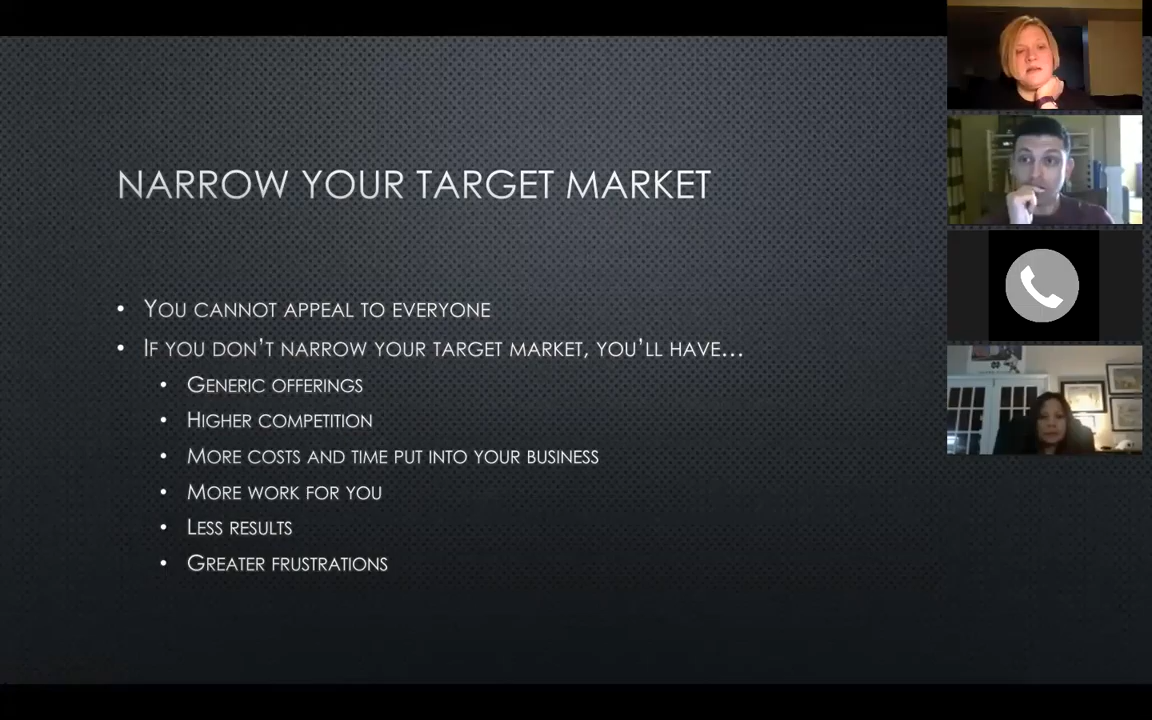 NARROW YOUR TARGET MARKET
• YOU CANNOT APPEAL TO EVERYONE
• IF YOU DON'T NARROW YOUR TARGET MARKET, YOU'LL HAVE...
• GENERIC OFFERINGS
• HIGHER COMPETITION
• MORE COSTS AND TIME PUT INTO YOUR BUSINESS
• MORE WORK FOR YOU
• LESS RESULTS
• GREATER FRUSTRATIONS